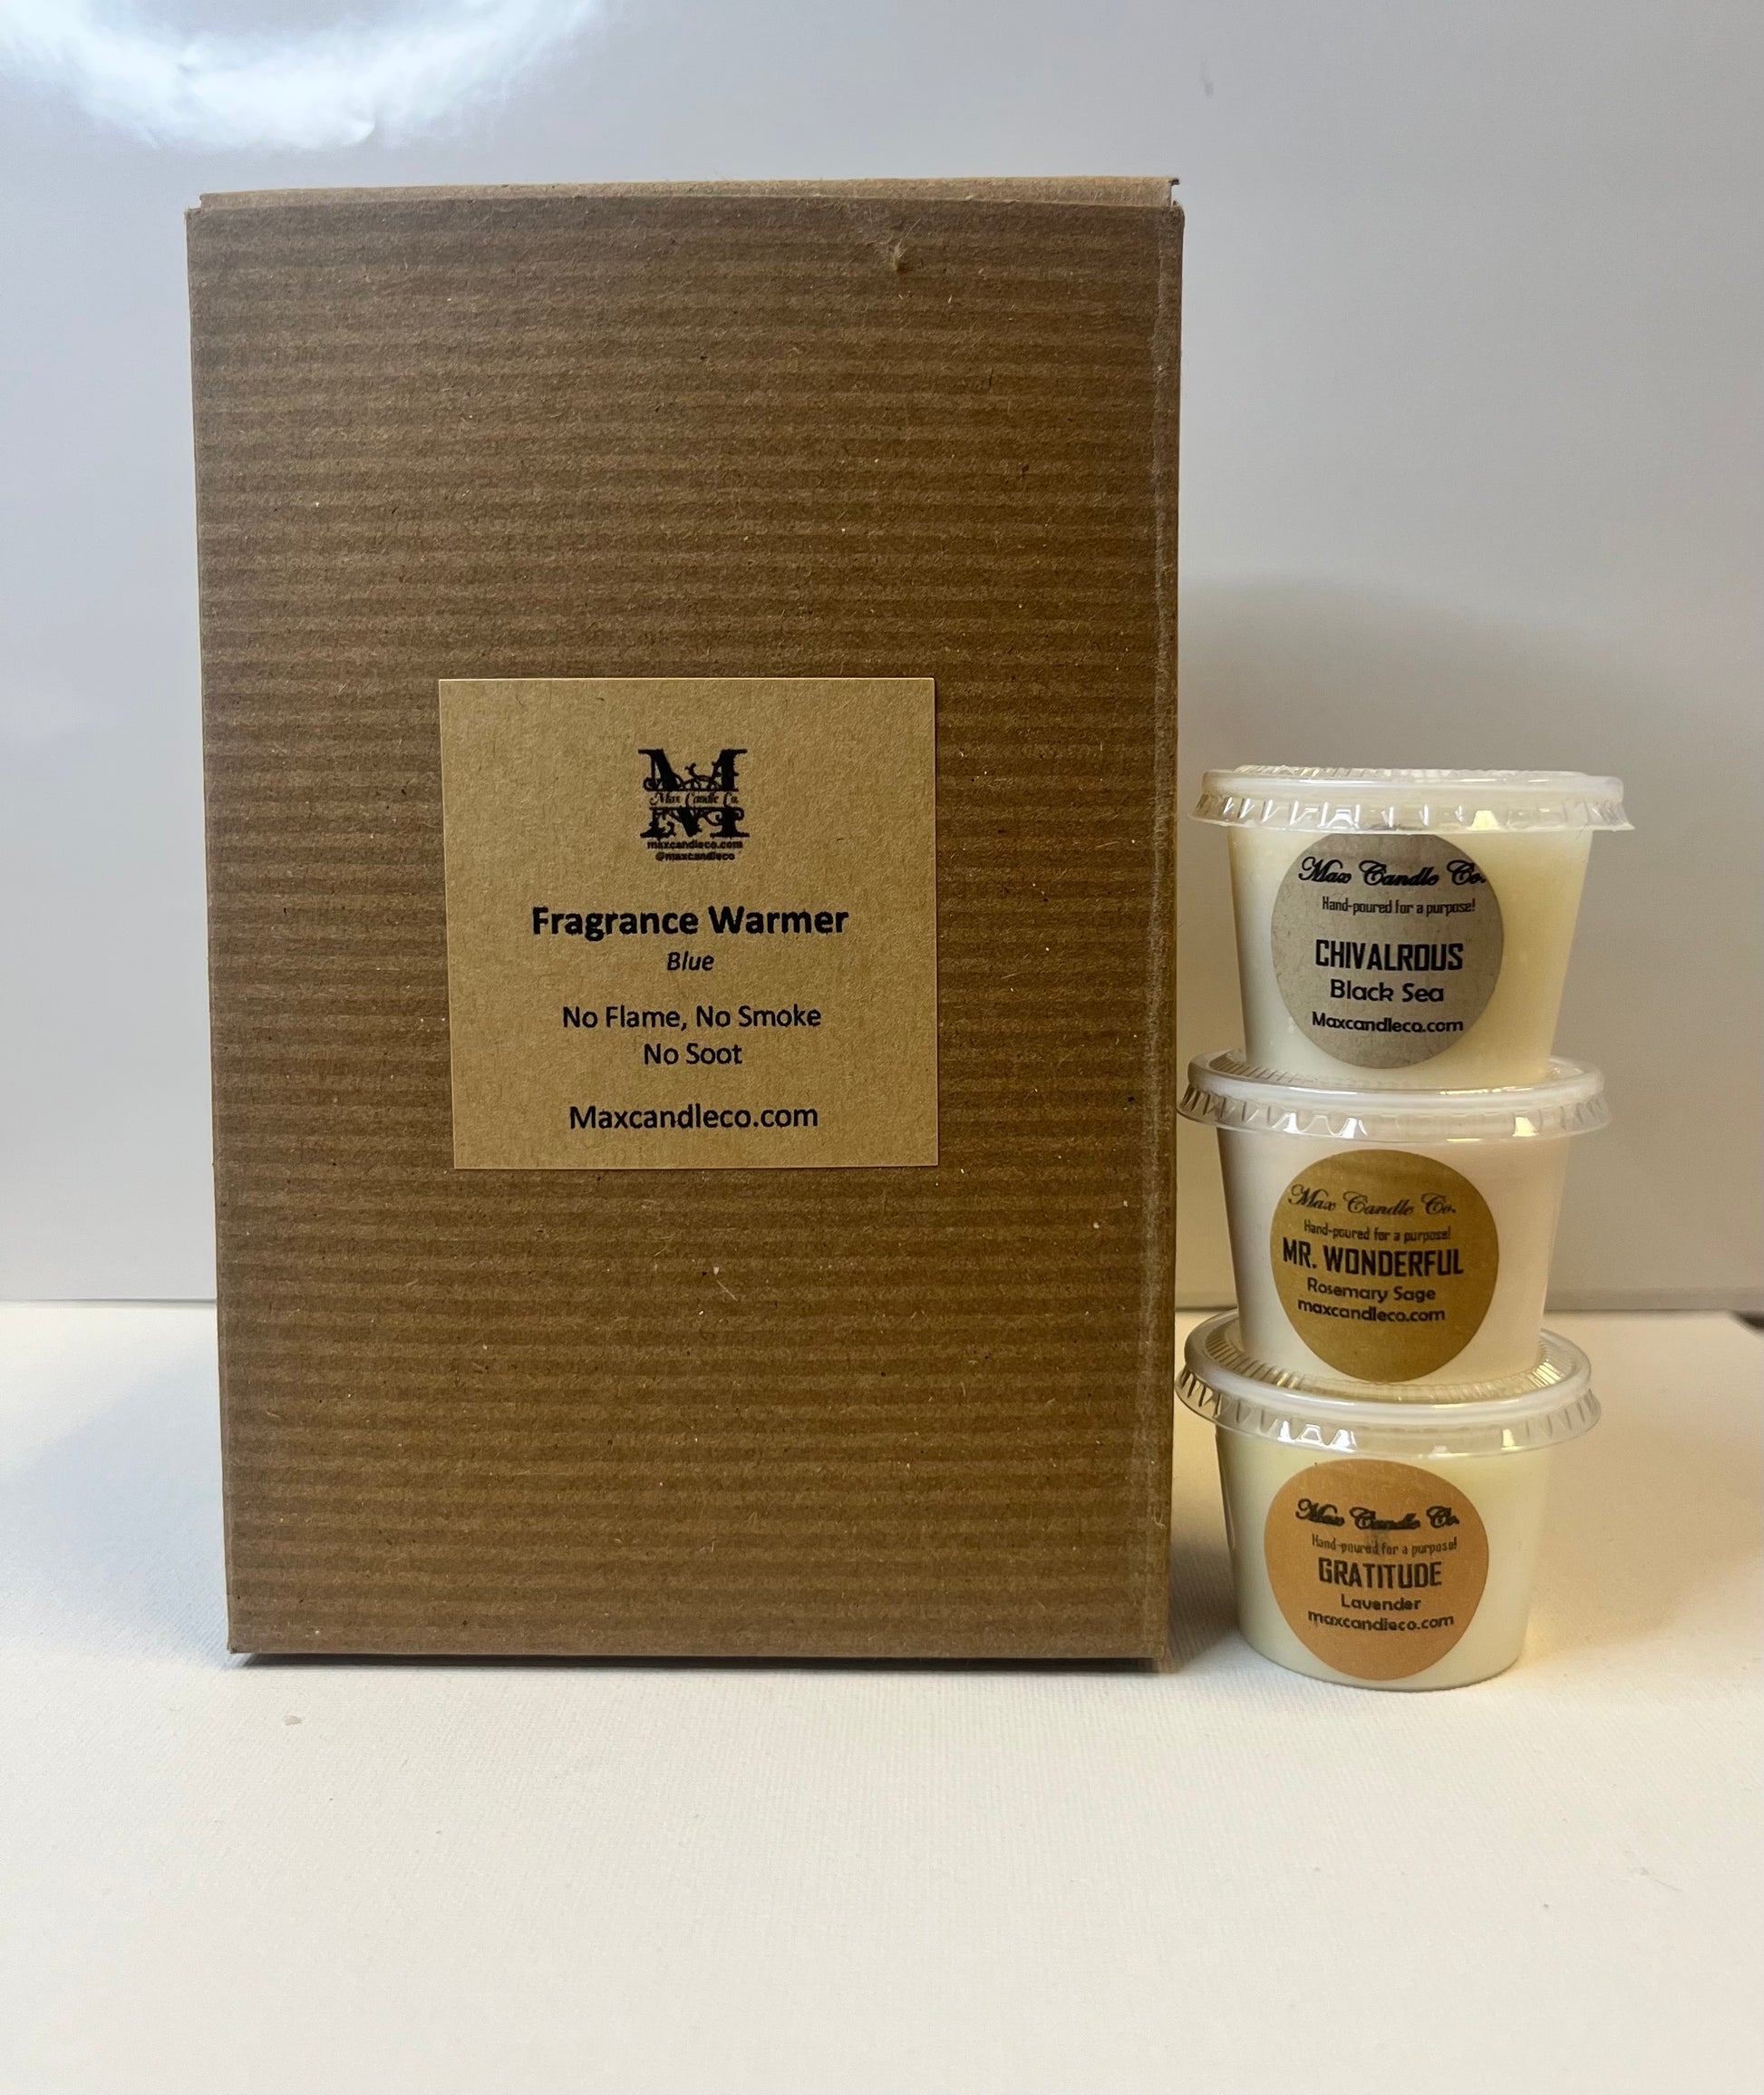 Max Candle Co.
maxcandleco.com
@maxcandleco
Fragrance Warmer
Blue
No Flame, No Smoke
No Soot
Maxcandleco.com
Max Candle Co.
Hand-poured for a purpose!
CHIVALROUS
Black Sea
Maxcandleco.com
Max Candle Co.
Hand-poured for a purpose!
MR. WONDERFUL
Rosemary Sage
maxcandleco.com
Max Candle Co.
Hand-poured for a purpose!
GRATITUDE
Lavender
maxcandleco.com